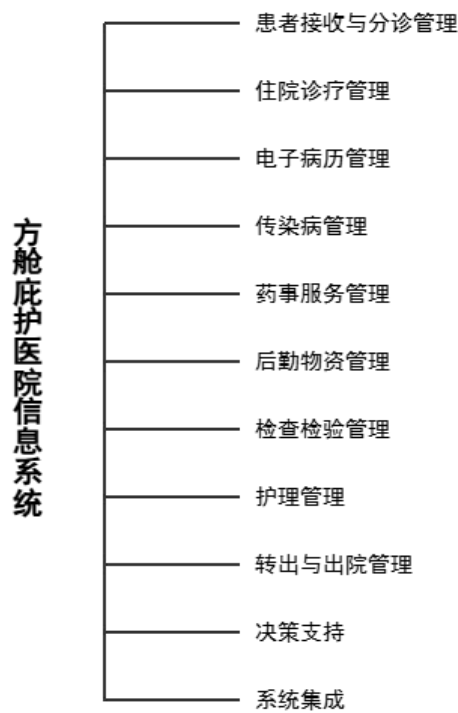 方舱庇护医院信息系统
患者接收与分诊管理
住院诊疗管理
电子病历管理
传染病管理
药事服务管理
后勤物资管理
检查检验管理
护理管理
转出与出院管理
决策支持
系统集成